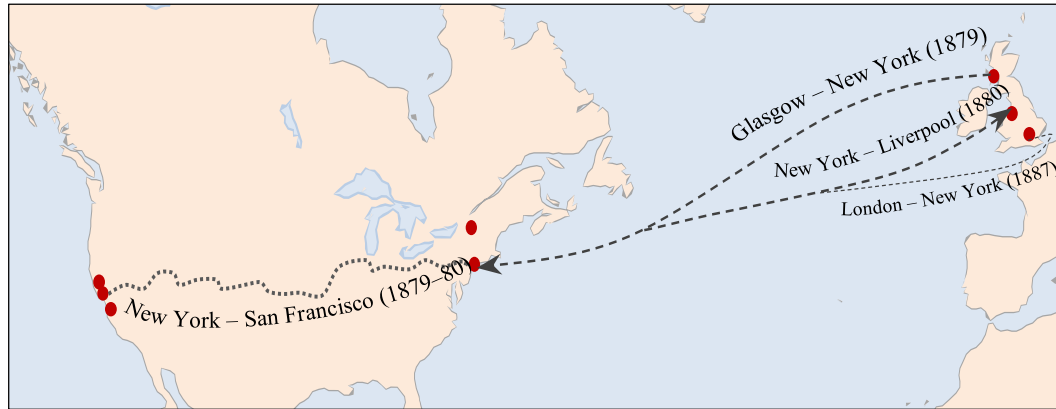 Glasgow – New York (1879)
New York – Liverpool (1880)
London – New York (1887)
New York – San Francisco (1879–80)